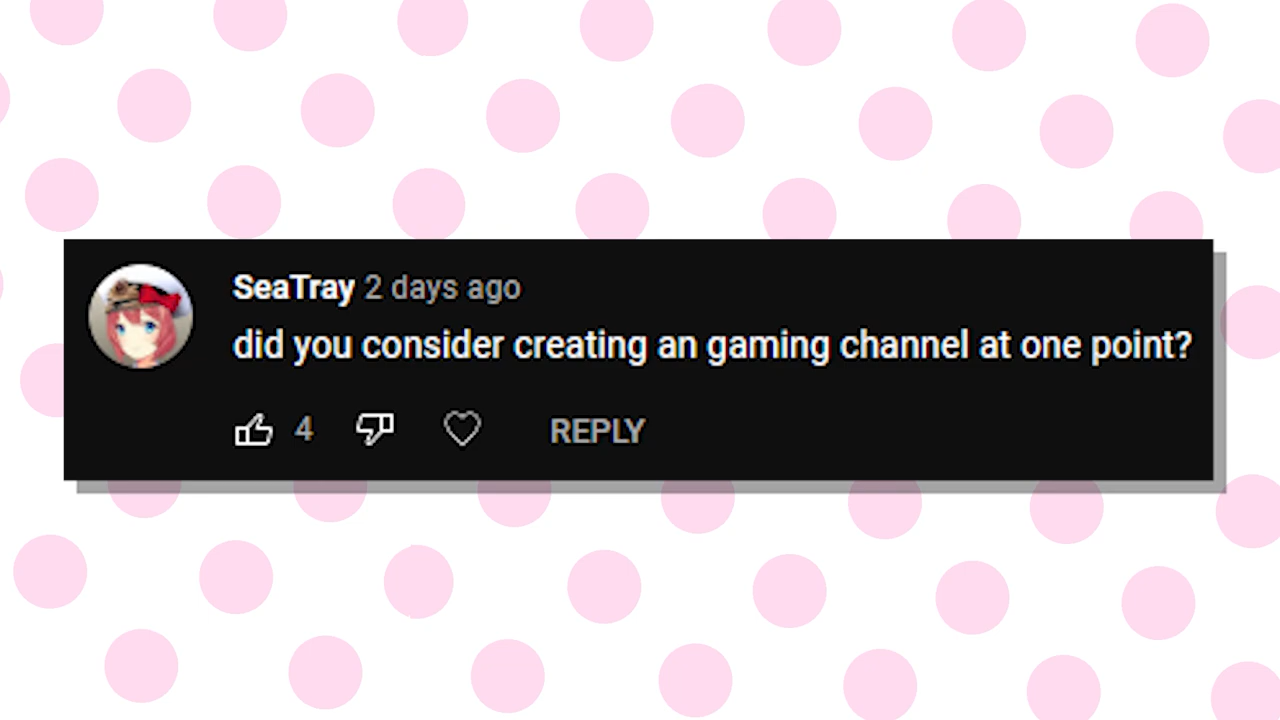 SeaTray 2 days ago
did you consider creating an gaming channel at one point?
4 REPLY